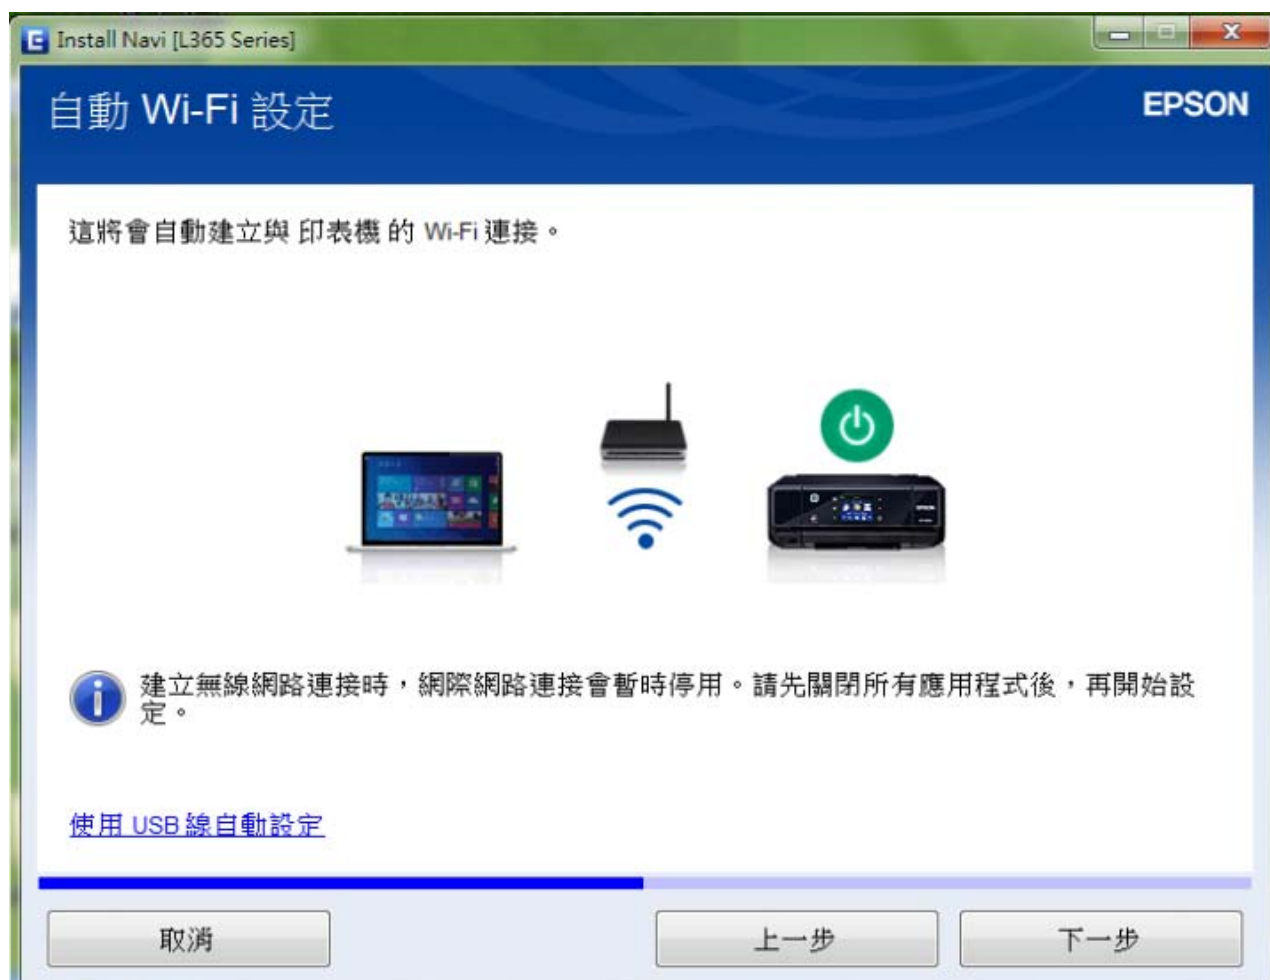 Install Navi [L365 Series]
自動 Wi-Fi 設定
EPSON
這將會自動建立與 印表機 的 Wi-Fi 連接。
建立無線網路連接時，網際網路連接會暫時停用。請先關閉所有應用程式後，再開始設
定。
使用 USB 線自動設定
取消
上一步
下一步